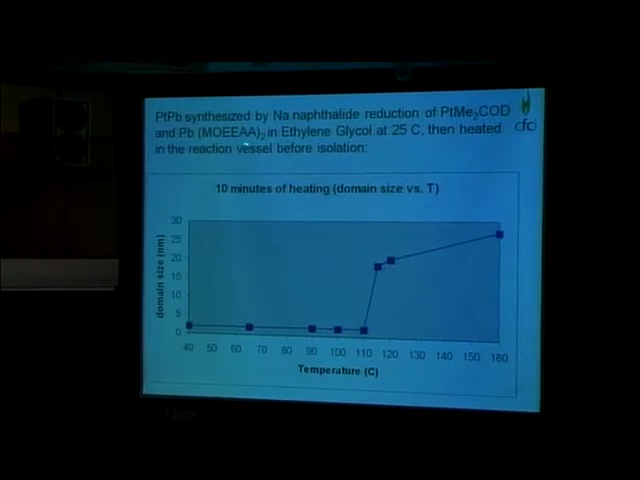 PtPb synthesized by Na naphthalide reduction of PtMe₂COD
and Pb (MOEEAA)₂ in Ethylene Glycol at 25 C, then heated
in the reaction vessel before isolation:
cfci
10 minutes of heating (domain size vs. T)
domain size (nm)
30
25
20
15
10
5
0
40 50 60 70 80 90 100 110 120 130 140 150 160
Temperature (C)